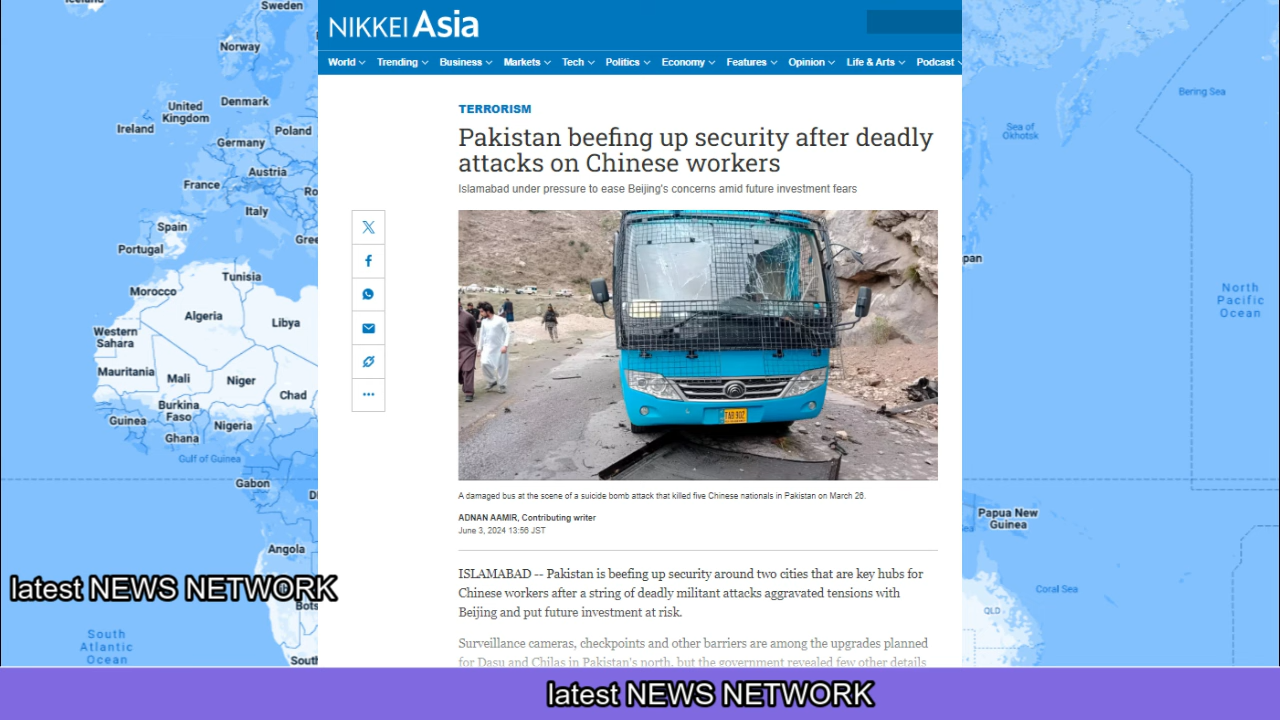 NIKKEI Asia
World Trending Business Markets Tech Politics Economy Features Opinion Life & Arts Podcast
TERRORISM
Pakistan beefing up security after deadly
attacks on Chinese workers
Islamabad under pressure to ease Beijing's concerns amid future investment fears
TAB 902
A damaged bus at the scene of a suicide bomb attack that killed five Chinese nationals in Pakistan on March 26.
ADNAN AAMIR, Contributing writer
June 3, 2024 13:56 JST
ISLAMABAD -- Pakistan is beefing up security around two cities that are key hubs for
Chinese workers after a string of deadly militant attacks aggravated tensions with
Beijing and put future investment at risk.
Surveillance cameras, checkpoints and other barriers are among the upgrades planned
for Dasu and Chilas in Pakistan's north, but the government revealed few other details
Sweden
Norway
United
Kingdom
Denmark
Ireland
Poland
Germany
Austria
France
Ro
Italy
Spain
Gree
Portugal
Tunisia
Morocco
Algeria
Libya
Western
Sahara
Mauritania
Mali
Niger
Chad
Burkina
Faso
Guinea
Nigeria
Ghana
Gulf of Guinea
Gabon
D
Angola
latest NEWS NETWORK
Bots
South
Atlantic
Ocean
South
Bering Sea
Sea of
Okhotsk
pan
North
Pacific
Ocean
Papua New
Guinea
Coral Sea
QLD
latest NEWS NETWORK